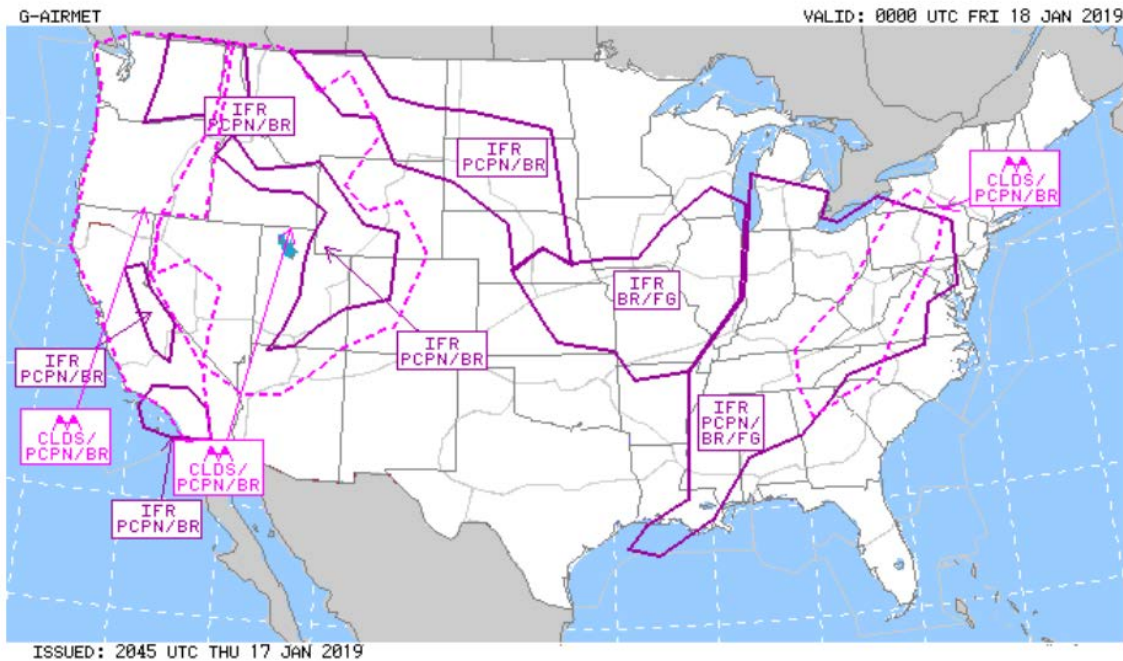 G-AIRMET
VALID: 0000 UTC FRI 18 JAN 2019
IFR
PCPN/BR
IFR
PCPN/BR
CLDS/
PCPN/BR
IFR
BR/FG
IFR
PCPN/BR
IFR
PCPN/BR
IFR
PCPN/
BR/FG
CLDS/
PCPN/BR
CLDS/
PCPN/BR
IFR
PCPN/BR
ISSUED: 2045 UTC THU 17 JAN 2019